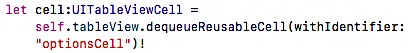 let cell:UITableViewCell =
self.tableView.dequeueReusableCell(withIdentifier:
"optionsCell")!